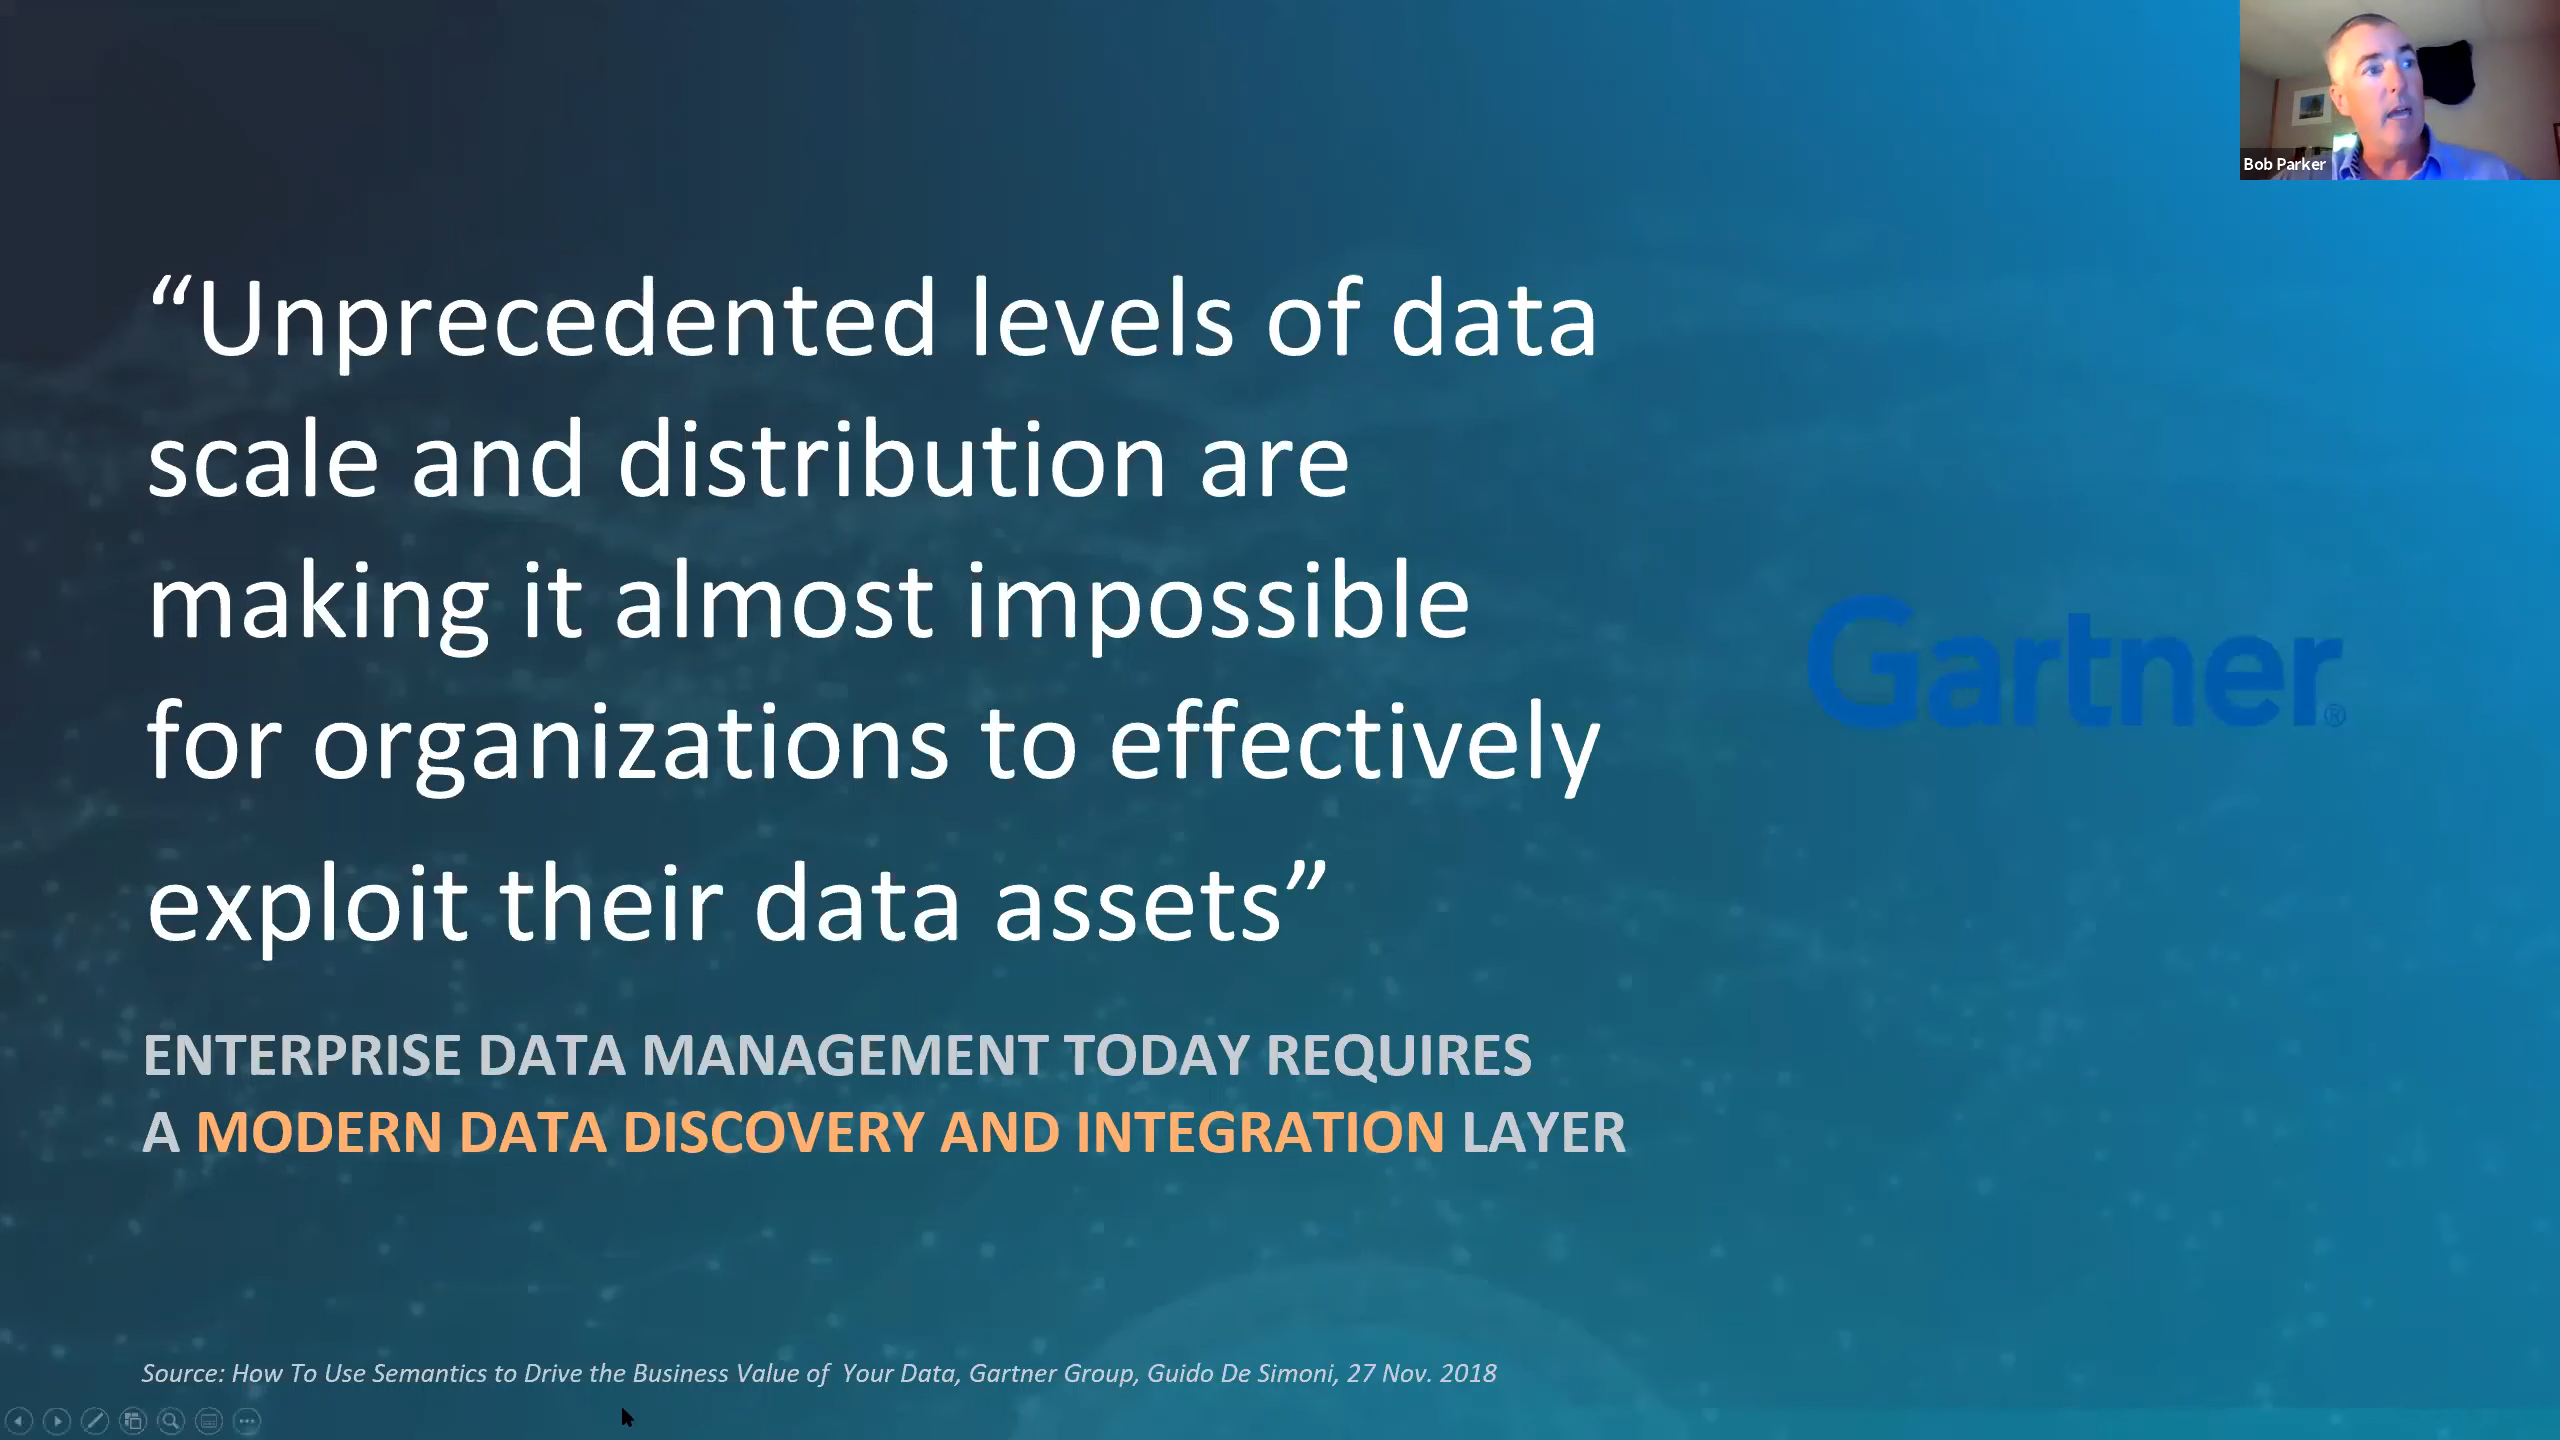 Bob Parker
“Unprecedented levels of data
scale and distribution are
making it almost impossible
for organizations to effectively
exploit their data assets”
Gartner®
ENTERPRISE DATA MANAGEMENT TODAY REQUIRES
A MODERN DATA DISCOVERY AND INTEGRATION LAYER
Source: How To Use Semantics to Drive the Business Value of Your Data, Gartner Group, Guido De Simoni, 27 Nov. 2018